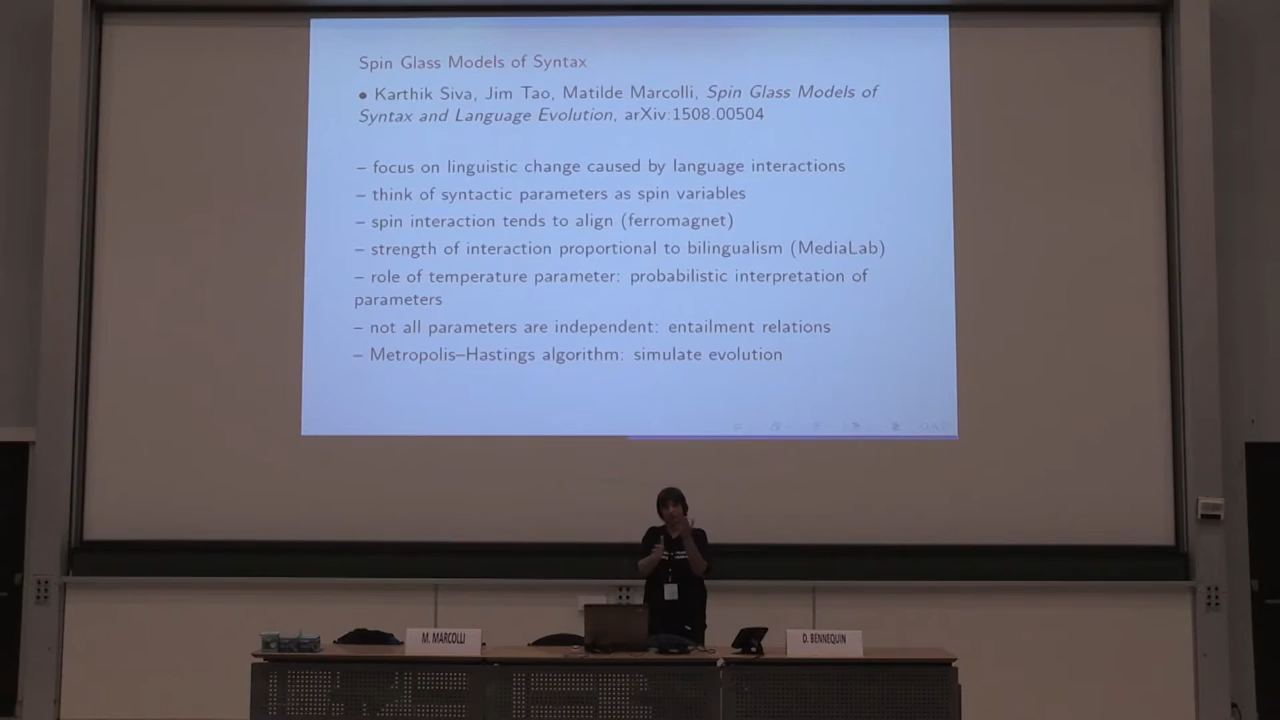 Spin Glass Models of Syntax
• Karthik Siva, Jim Tao, Matilde Marcolli, Spin Glass Models of
Syntax and Language Evolution, arXiv:1508.00504
– focus on linguistic change caused by language interactions
– think of syntactic parameters as spin variables
– spin interaction tends to align (ferromagnet)
– strength of interaction proportional to bilingualism (MediaLab)
– role of temperature parameter: probabilistic interpretation of
parameters
– not all parameters are independent: entailment relations
– Metropolis–Hastings algorithm: simulate evolution
M. MARCOLLI
D. BENNEQUIN